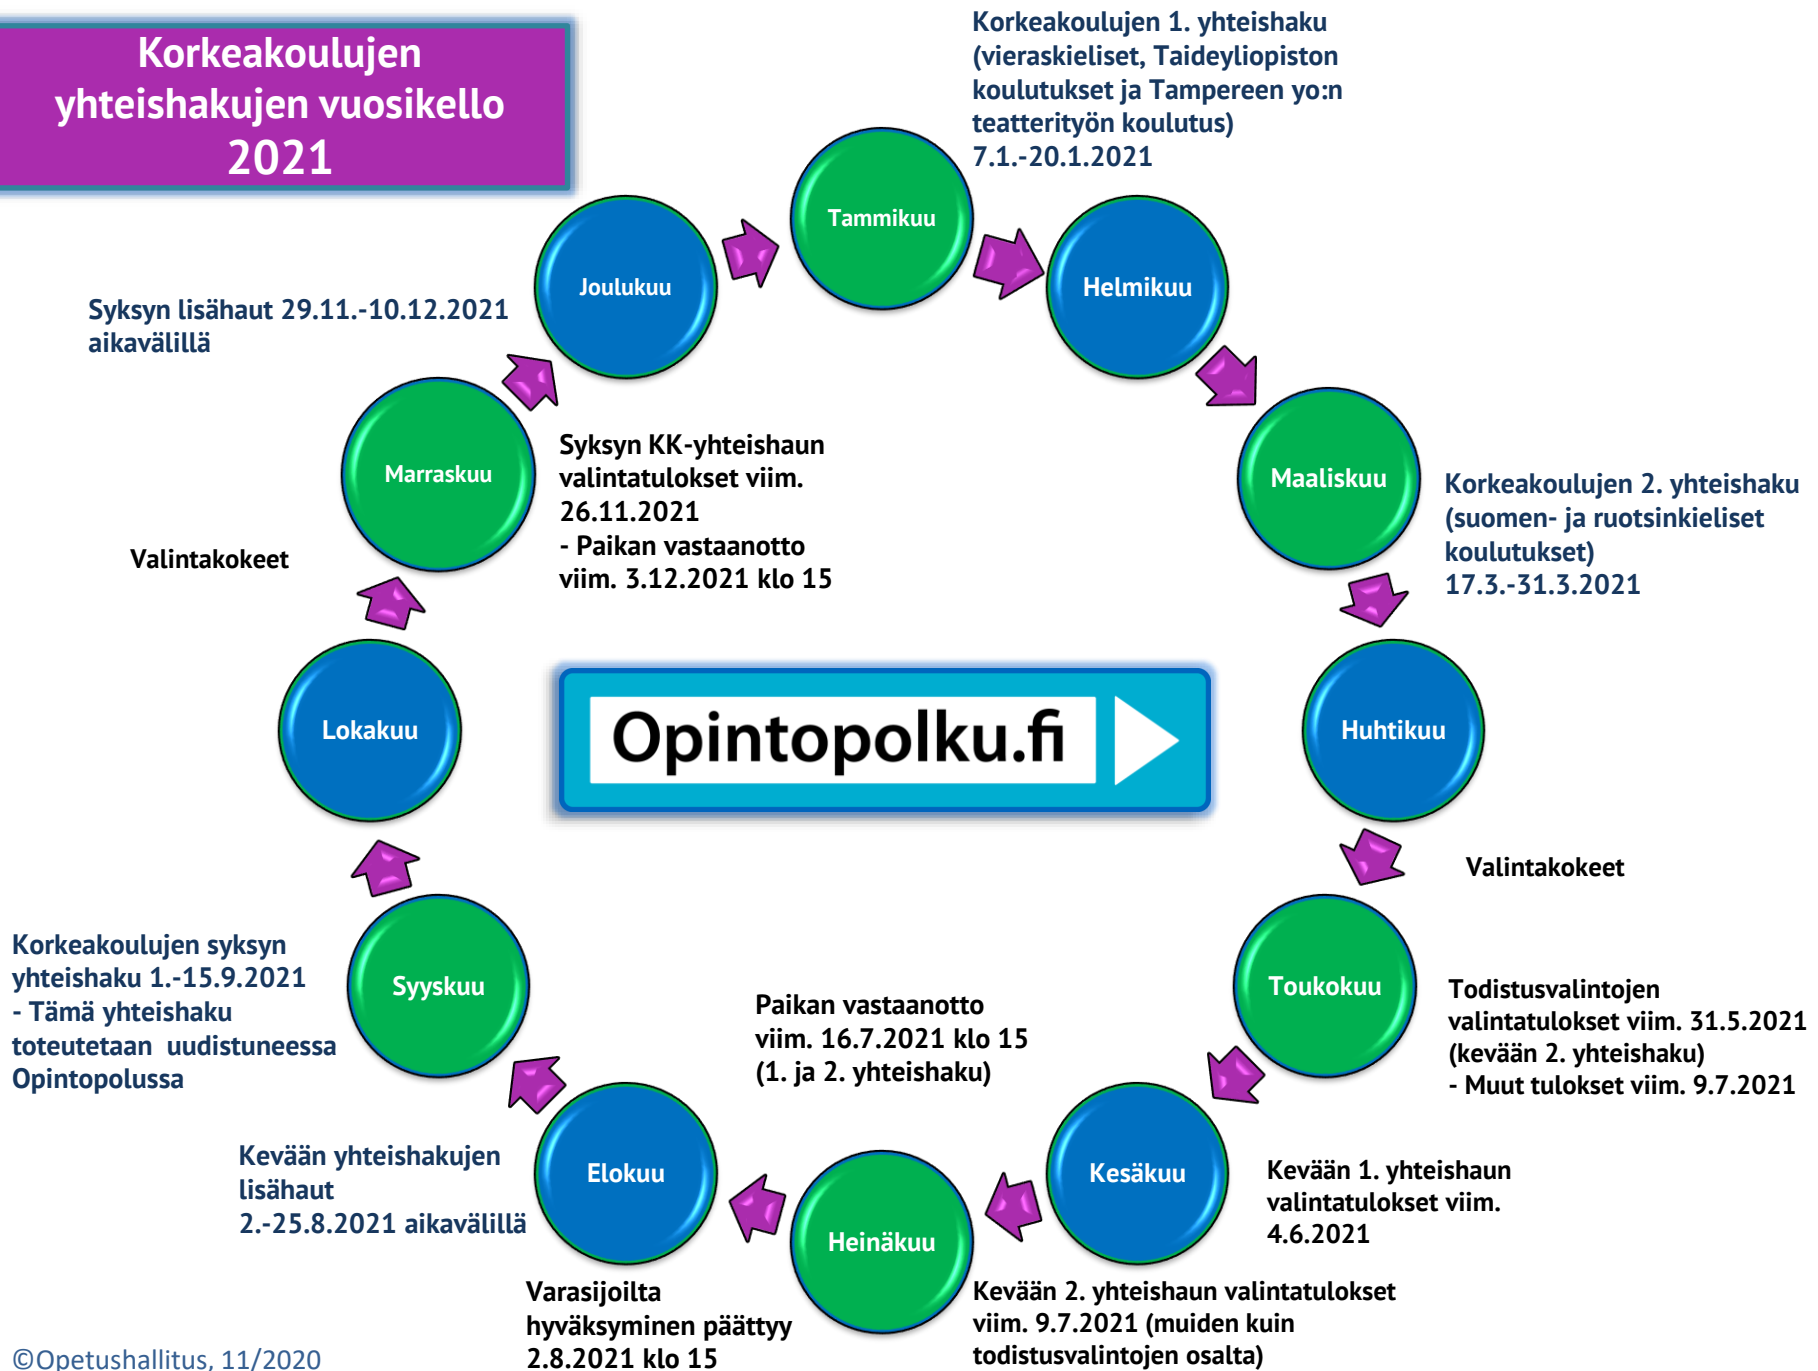 Korkeakoulujen
yhteishakujen vuosikello
2021
Korkeakoulujen 1. yhteishaku
(vieraskieliset, Taideyliopiston
koulutukset ja Tampereen yo:n
teatterityön koulutus)
7.1.-20.1.2021
Tammikuu
Helmikuu
Maaliskuu
Korkeakoulujen 2. yhteishaku
(suomen- ja ruotsinkieliset
koulutukset)
17.3.-31.3.2021
Huhtikuu
Valintakokeet
Toukokuu
Todistusvalintojen
valintatulokset viim. 31.5.2021
(kevään 2. yhteishaku)
- Muut tulokset viim. 9.7.2021
Kesäkuu
Kevään 1. yhteishaun
valintatulokset viim.
4.6.2021
Heinäkuu
Kevään 2. yhteishaun valintatulokset
viim. 9.7.2021 (muiden kuin
todistusvalintojen osalta)
Paikan vastaanotto
viim. 16.7.2021 klo 15
(1. ja 2. yhteishaku)
Elokuu
Varasijoilta
hyväksyminen päättyy
2.8.2021 klo 15
Kevään yhteishakujen
lisähaut
2.-25.8.2021 aikavälillä
Syyskuu
Korkeakoulujen syksyn
yhteishaku 1.-15.9.2021
- Tämä yhteishaku
toteutetaan uudistuneessa
Opintopolussa
Lokakuu
Valintakokeet
Marraskuu
Syksyn KK-yhteishaun
valintatulokset viim.
26.11.2021
- Paikan vastaanotto
viim. 3.12.2021 klo 15
Joulukuu
Syksyn lisähaut 29.11.-10.12.2021
aikavälillä
Opintopolku.fi
©Opetushallitus, 11/2020